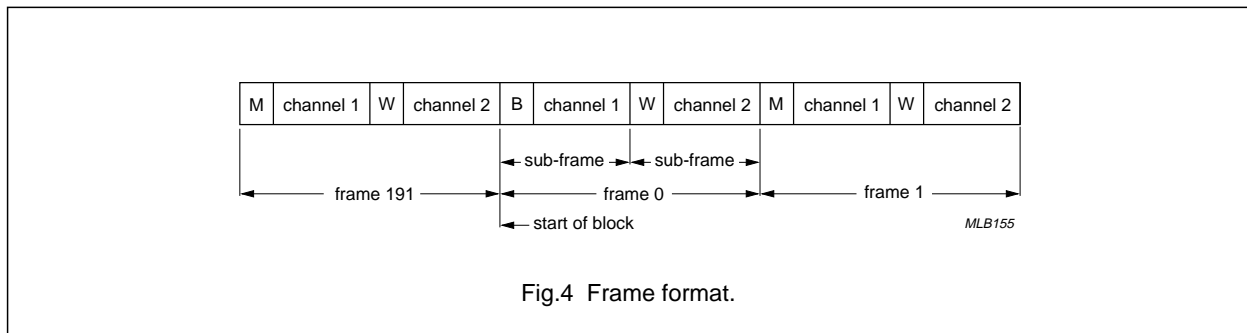 M channel 1 W channel 2 B channel 1 W channel 2 M channel 1 W channel 2
sub-frame sub-frame
frame 191 frame 0 frame 1
start of block MLB155
Fig.4 Frame format.